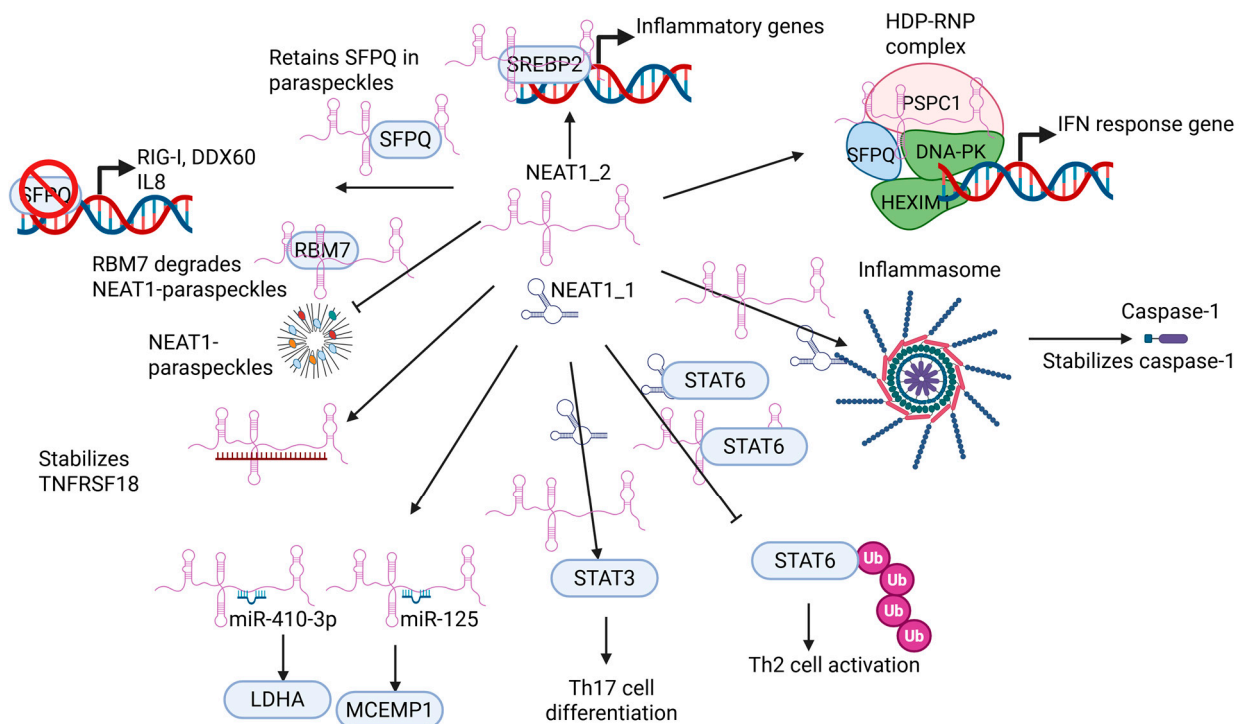 Inflammatory genes
HDP-RNP
complex
Retains SFPQ in
paraspeckles
SREBP2
PSPC1
IFN response gene
SFPQ
SFPQ
DNA-PK
HEXIM1
RIG-I, DDX60
IL8
SFPQ
NEAT1_2
RBM7
RBM7 degrades
NEAT1-paraspeckles
NEAT1_1
Inflammasome
Caspase-1
Stabilizes caspase-1
NEAT1-
paraspeckles
STAT6
STAT6
Stabilizes
TNFRSF18
STAT3
STAT6
Ub
Ub
Ub
Ub
miR-410-3p
miR-125
Th2 cell activation
LDHA
MCEMP1
Th17 cell
differentiation